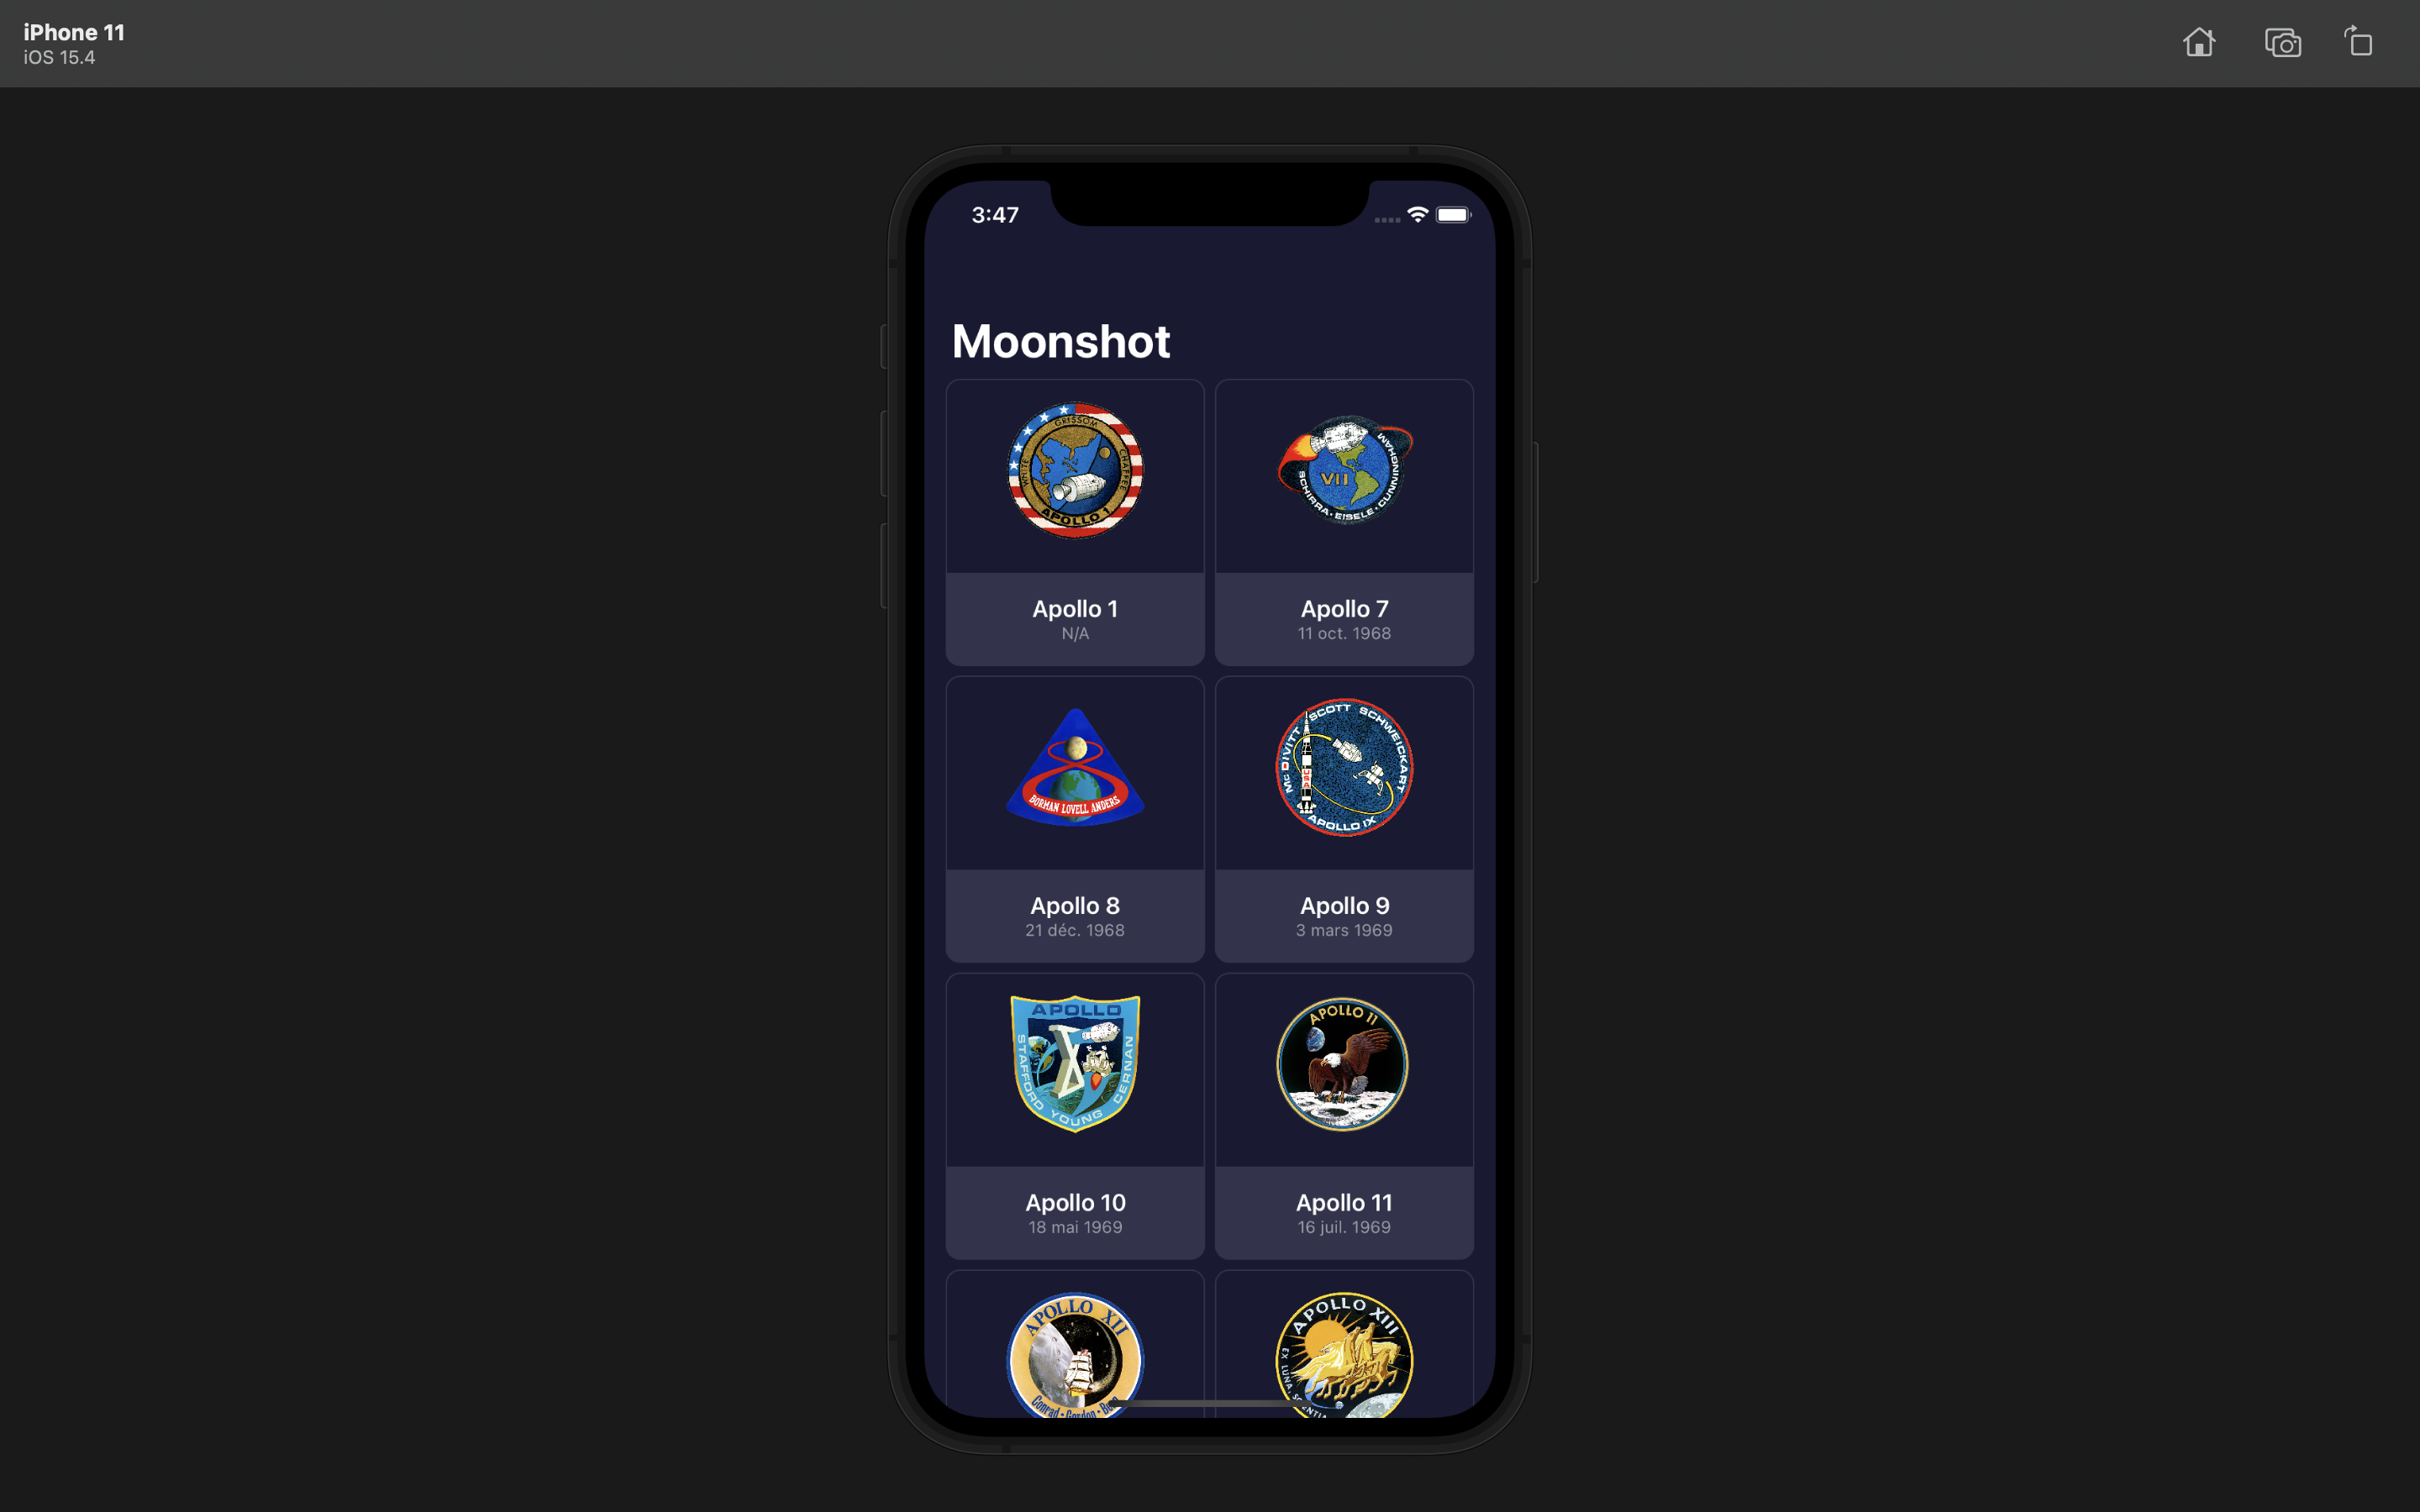 iPhone 11
iOS 15.4
3:47
Moonshot
GRISSOM
WHITE
CHAFFEE
APOLLO 1
Apollo 1
N/A
VII
SCHIRRA • EISELE • CUNNINGHAM
Apollo 7
11 oct. 1968
BORMAN LOVELL ANDERS
Apollo 8
21 déc. 1968
McDIVITT SCOTT SCHWEICKART
USA
APOLLO IX
Apollo 9
3 mars 1969
APOLLO
X
STAFFORD YOUNG CERNAN
Apollo 10
18 mai 1969
APOLLO 11
Apollo 11
16 juil. 1969
APOLLO XII
Conrad • Gordon •
APOLLO XIII
EX LUNA,